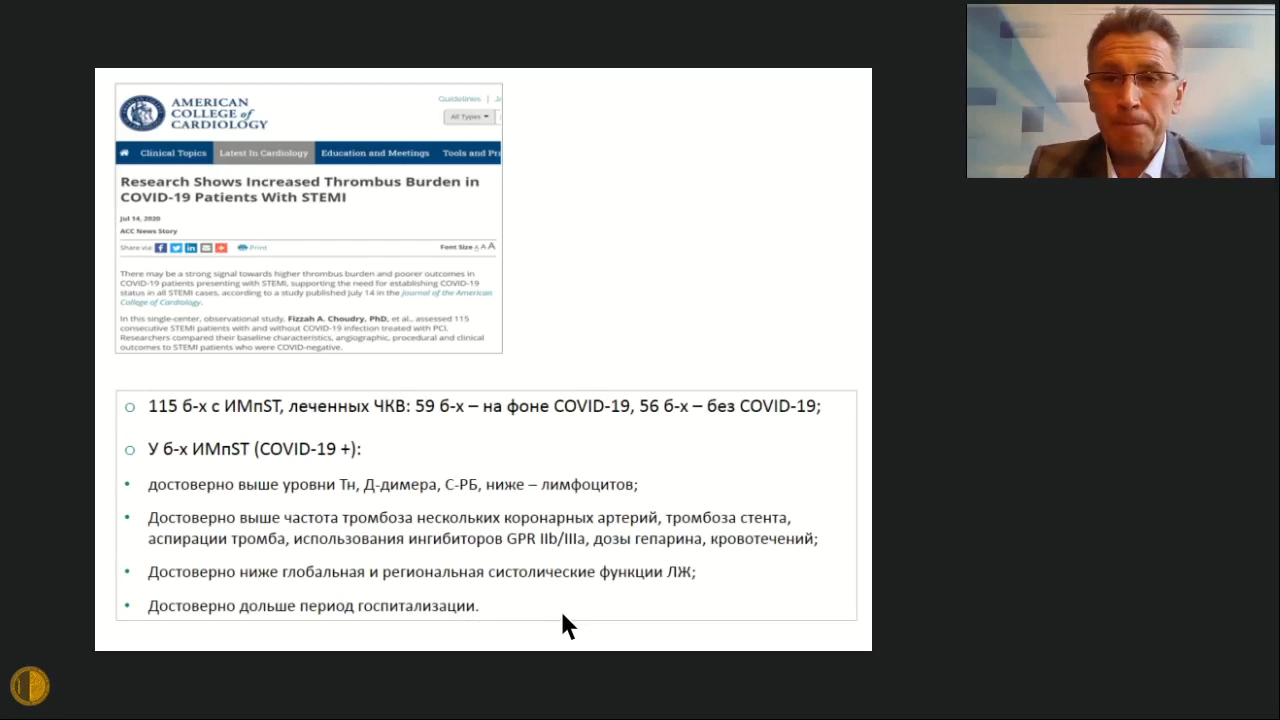 AMERICAN
COLLEGE of
CARDIOLOGY
Guidelines | J
All Types
Clinical Topics Latest In Cardiology Education and Meetings Tools and Pr
Research Shows Increased Thrombus Burden in
COVID-19 Patients With STEMI
Jul 14, 2020
ACC News Story
Share via: Print Font Size A A A
There may be a strong signal towards higher thrombus burden and poorer outcomes in
COVID-19 patients presenting with STEMI, supporting the need for establishing COVID-19
status in all STEMI cases, according to a study published July 14 in the Journal of the American
College of Cardiology.
In this single-center, observational study, Fizzah A. Choudry, PhD, et al., assessed 115
consecutive STEMI patients with and without COVID-19 infection treated with PCI.
Researchers compared their baseline characteristics, angiographic, procedural and clinical
outcomes to STEMI patients who were COVID-negative.
115 б-х с ИМпST, леченных ЧКВ: 59 б-х – на фоне COVID-19, 56 б-х – без COVID-19;
У б-х ИМпST (COVID-19 +):
достоверно выше уровни Тн, Д-димера, С-РБ, ниже – лимфоцитов;
Достоверно выше частота тромбоза нескольких коронарных артерий, тромбоза стента,
аспирации тромба, использования ингибиторов GPR IIb/IIIa, дозы гепарина, кровотечений;
Достоверно ниже глобальная и региональная систолические функции ЛЖ;
Достоверно дольше период госпитализации.